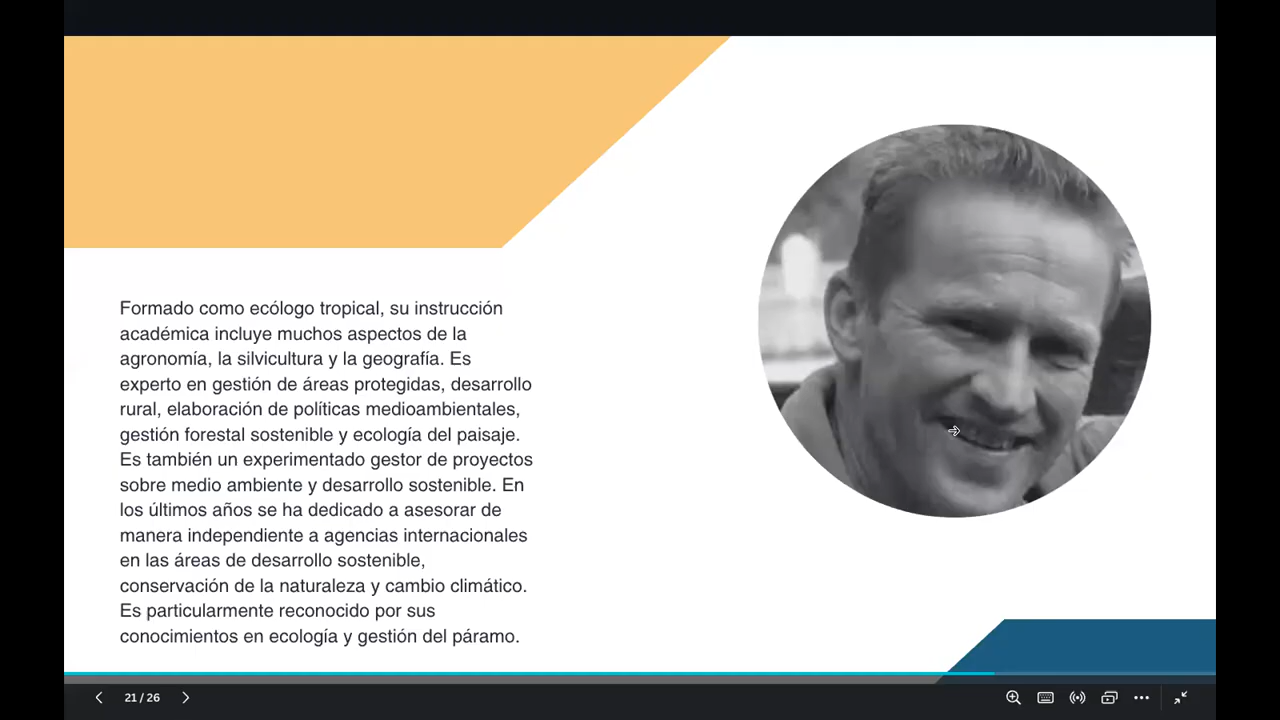 Formado como ecólogo tropical, su instrucción
académica incluye muchos aspectos de la
agronomía, la silvicultura y la geografía. Es
experto en gestión de áreas protegidas, desarrollo
rural, elaboración de políticas medioambientales,
gestión forestal sostenible y ecología del paisaje.
Es también un experimentado gestor de proyectos
sobre medio ambiente y desarrollo sostenible. En
los últimos años se ha dedicado a asesorar de
manera independiente a agencias internacionales
en las áreas de desarrollo sostenible,
conservación de la naturaleza y cambio climático.
Es particularmente reconocido por sus
conocimientos en ecología y gestión del páramo.
21 / 26